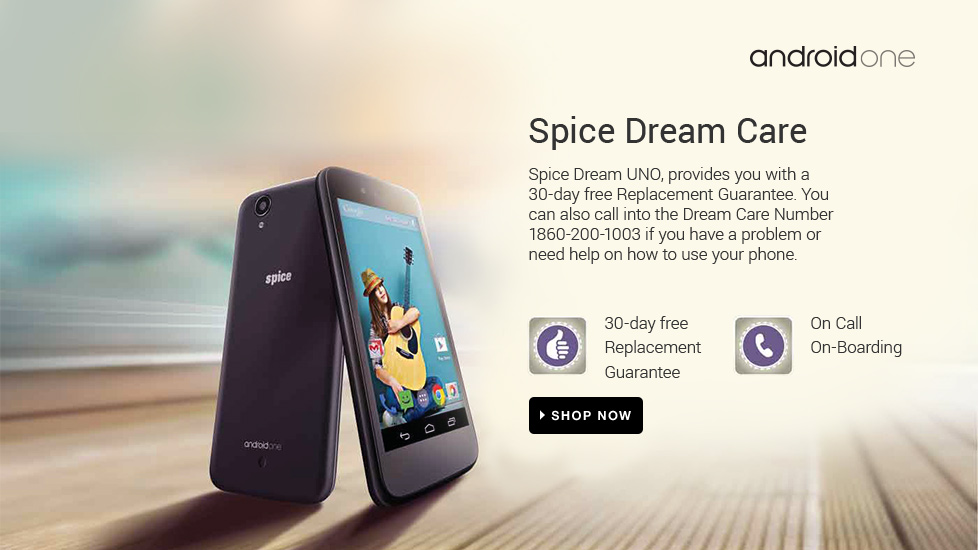 androidone
Spice Dream Care
Spice Dream UNO, provides you with a
30-day free Replacement Guarantee. You
can also call into the Dream Care Number
1860-200-1003 if you have a problem or
need help on how to use your phone.
30-day free
Replacement
Guarantee
On Call
On-Boarding
SHOP NOW
spice
androidone
Google